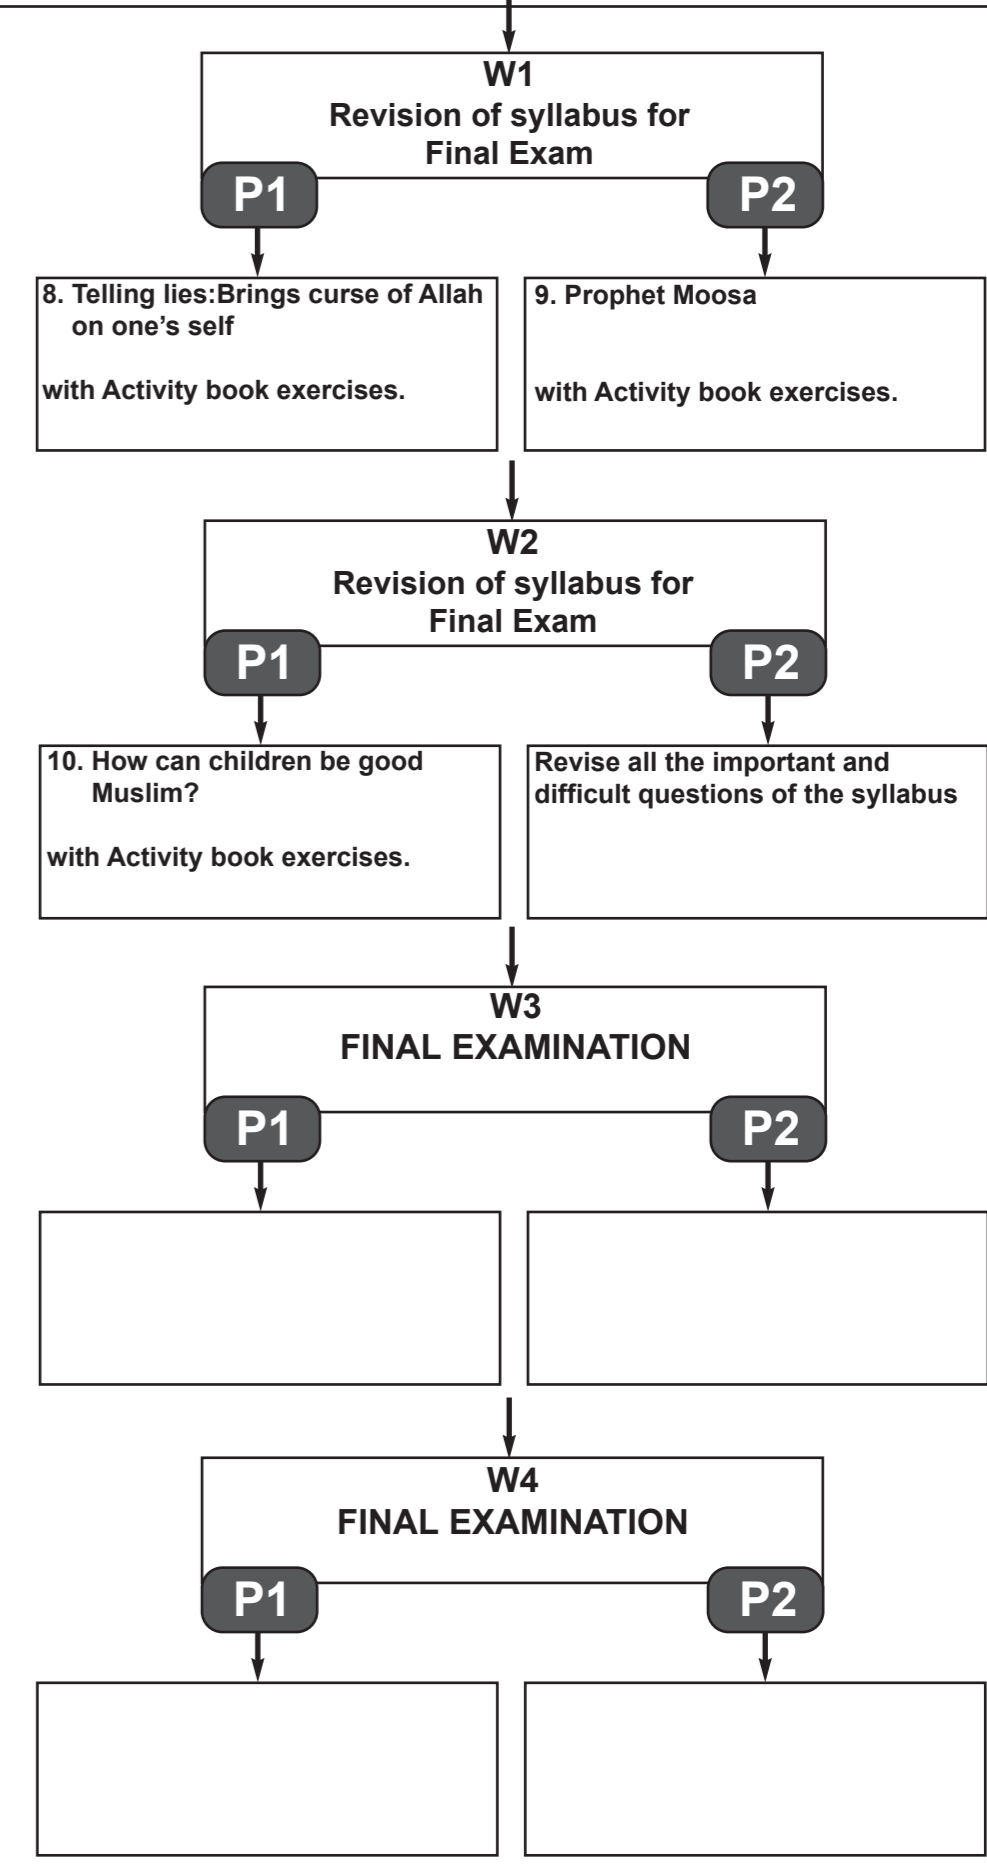 W1
Revision of syllabus for
Final Exam
P1
P2
8. Telling lies:Brings curse of Allah
on one’s self
with Activity book exercises.
9. Prophet Moosa
with Activity book exercises.
W2
Revision of syllabus for
Final Exam
P1
P2
10. How can children be good
Muslim?
with Activity book exercises.
Revise all the important and
difficult questions of the syllabus
W3
FINAL EXAMINATION
P1
P2
W4
FINAL EXAMINATION
P1
P2